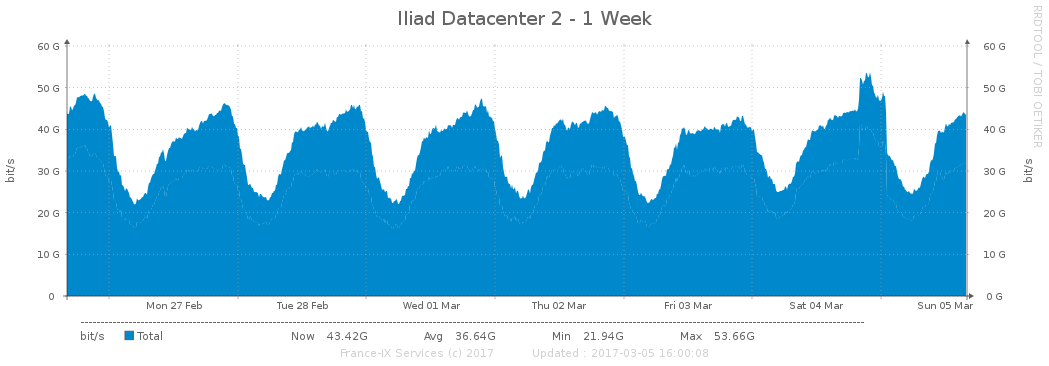 Iliad Datacenter 2 - 1 Week
RRDTOOL / TOBI OETIKER
60 G 60 G
50 G 50 G
40 G 40 G
30 G 30 G
20 G 20 G
10 G 10 G
0 0 G
bit/s bit/s
Mon 27 Feb Tue 28 Feb Wed 01 Mar Thu 02 Mar Fri 03 Mar Sat 04 Mar Sun 05 Mar
bit/s Total Now 43.42G Avg 36.64G Min 21.94G Max 53.66G
France-IX Services (c) 2017 Updated : 2017-03-05 16:00:08